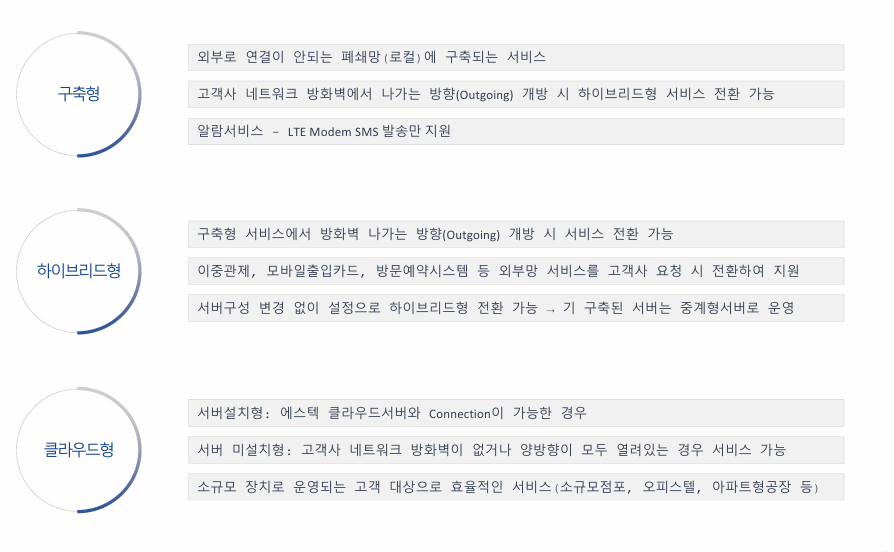 구축형
외부로 연결이 안되는 폐쇄망(로컬)에 구축되는 서비스
고객사 네트워크 방화벽에서 나가는 방향(Outgoing) 개방 시 하이브리드형 서비스 전환 가능
알람서비스 - LTE Modem SMS 발송만 지원
하이브리드형
구축형 서비스에서 방화벽 나가는 방향(Outgoing) 개방 시 서비스 전환 가능
이중관제, 모바일출입카드, 방문예약시스템 등 외부망 서비스를 고객사 요청 시 전환하여 지원
서버구성 변경 없이 설정으로 하이브리드형 전환 가능 → 기 구축된 서버는 중계형서버로 운영
클라우드형
서버설치형: 에스텍 클라우드서버와 Connection이 가능한 경우
서버 미설치형: 고객사 네트워크 방화벽이 없거나 양방향이 모두 열려있는 경우 서비스 가능
소규모 장치로 운영되는 고객 대상으로 효율적인 서비스(소규모점포, 오피스텔, 아파트형공장 등)